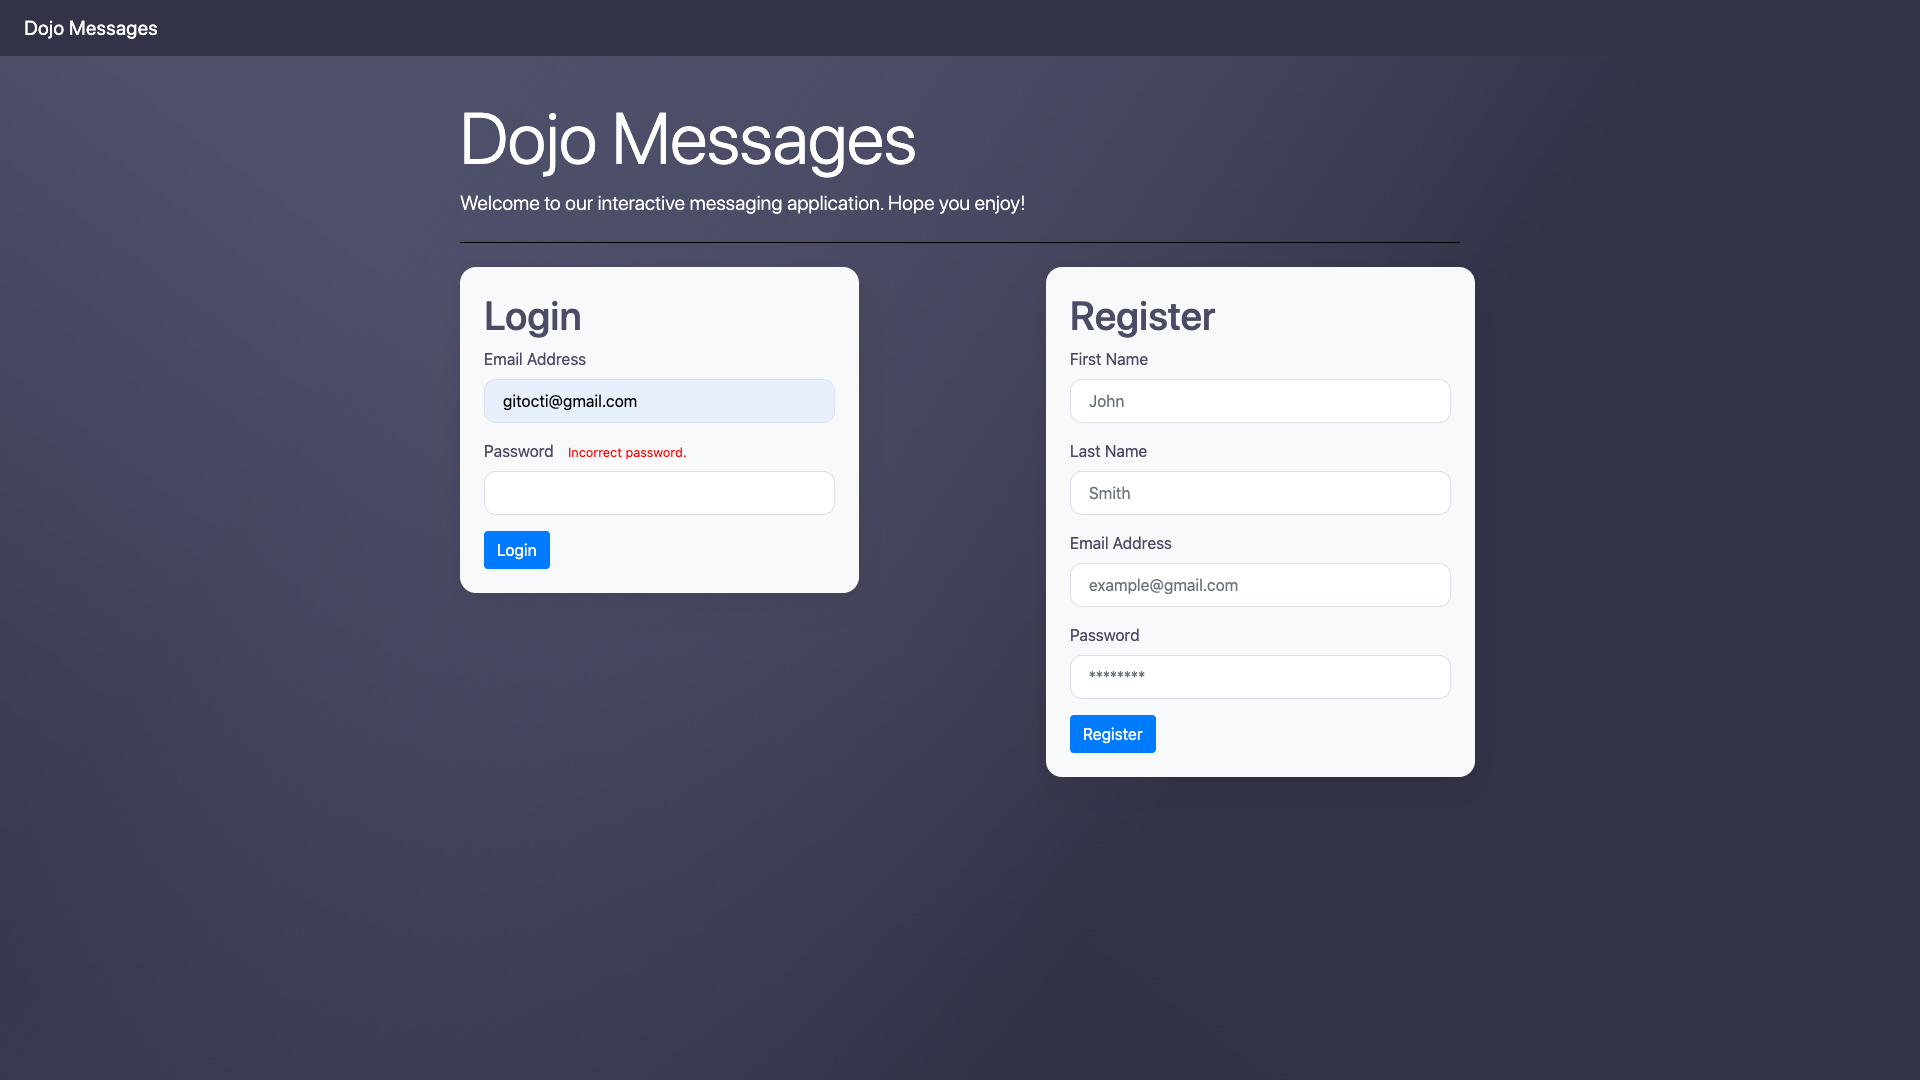 Dojo Messages
Dojo Messages
Welcome to our interactive messaging application. Hope you enjoy!
Login
Email Address
gitocti@gmail.com
Password Incorrect password.
Login
Register
First Name
John
Last Name
Smith
Email Address
example@gmail.com
Password
********
Register